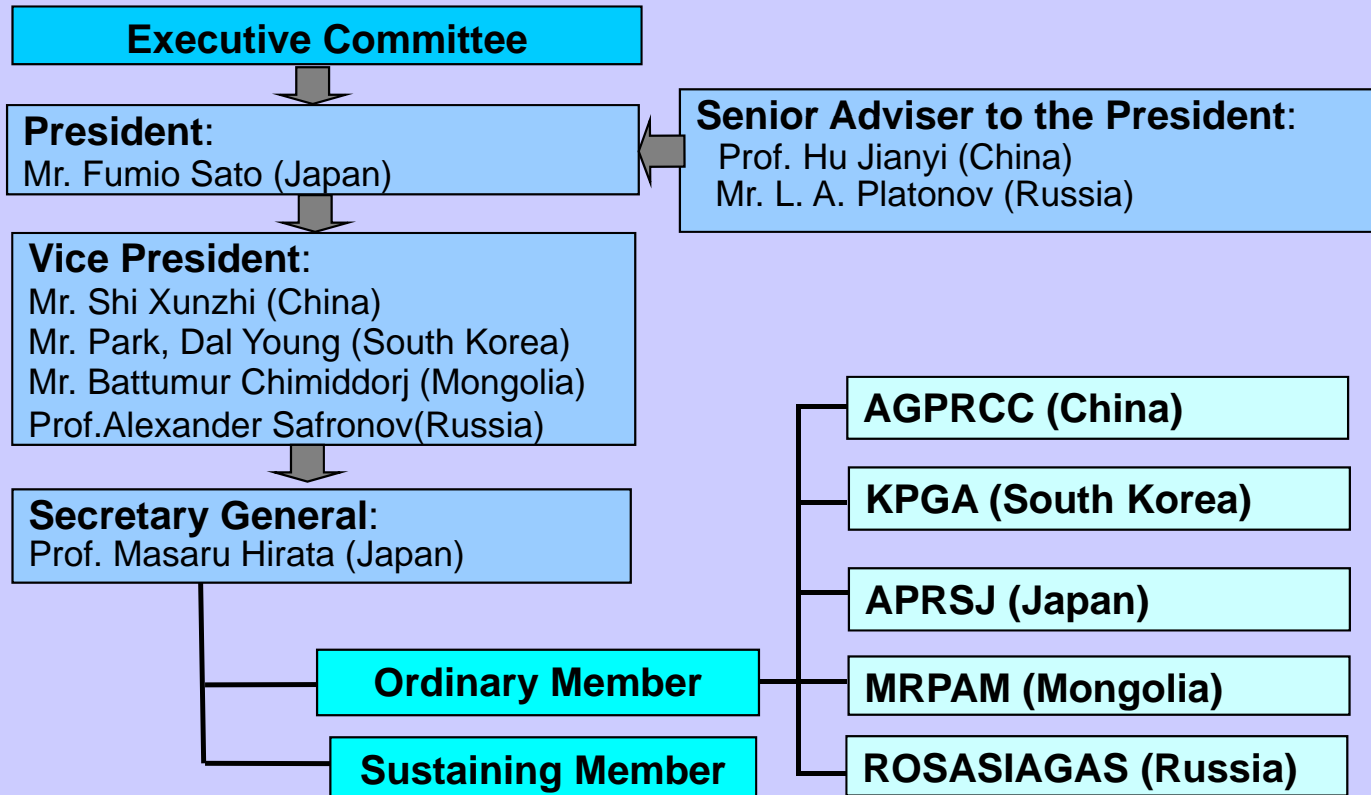 Executive Committee
President:
Mr. Fumio Sato (Japan)
Senior Adviser to the President:
Prof. Hu Jianyi (China)
Mr. L. A. Platonov (Russia)
Vice President:
Mr. Shi Xunzhi (China)
Mr. Park, Dal Young (South Korea)
Mr. Battumur Chimiddorj (Mongolia)
Prof.Alexander Safronov(Russia)
Secretary General:
Prof. Masaru Hirata (Japan)
Ordinary Member
Sustaining Member
AGPRCC (China)
KPGA (South Korea)
APRSJ (Japan)
MRPAM (Mongolia)
ROSASIAGAS (Russia)